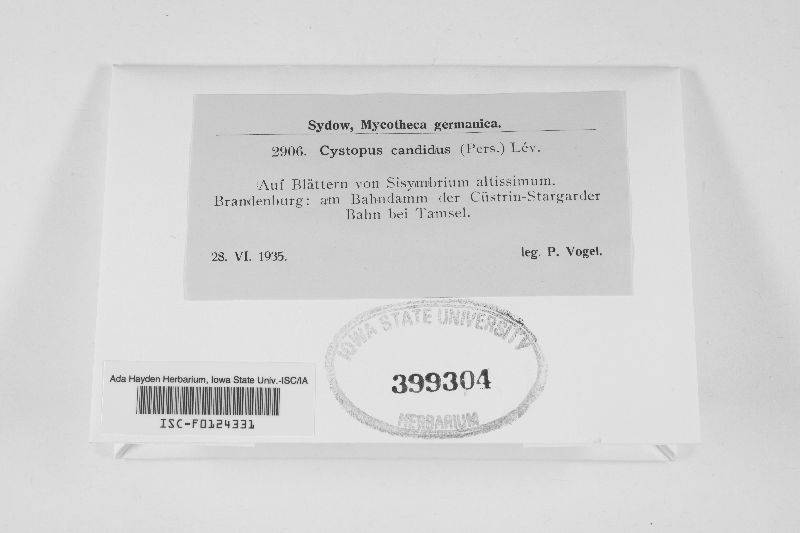 Sydow, Mycotheca germanica.
2906. Cystopus candidus (Pers.) Lév.
Auf Blättern von Sisymbrium altissimum.
Brandenburg: am Bahndamm der Cüstrin-Stargarder
Bahn bei Tamsel.
28. VI. 1935. leg. P. Vogel.
IOWA STATE UNIVERSITY
399304
HERBARIUM
Ada Hayden Herbarium, Iowa State Univ.-ISC/IA
ISC-F0124331